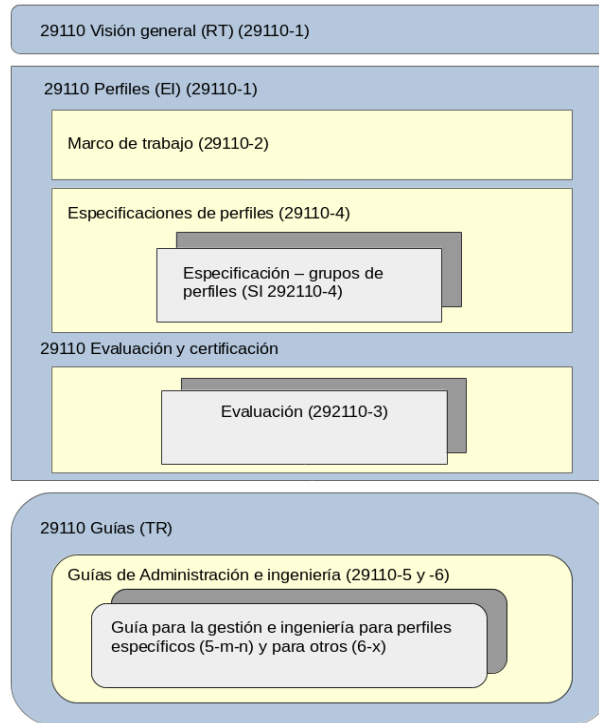 29110 Visión general (RT) (29110-1)
29110 Perfiles (EI) (29110-1)
Marco de trabajo (29110-2)
Especificaciones de perfiles (29110-4)
Especificación – grupos de
perfiles (SI 292110-4)
29110 Evaluación y certificación
Evaluación (292110-3)
29110 Guías (TR)
Guías de Administración e ingeniería (29110-5 y -6)
Guía para la gestión e ingeniería para perfiles
específicos (5-m-n) y para otros (6-x)